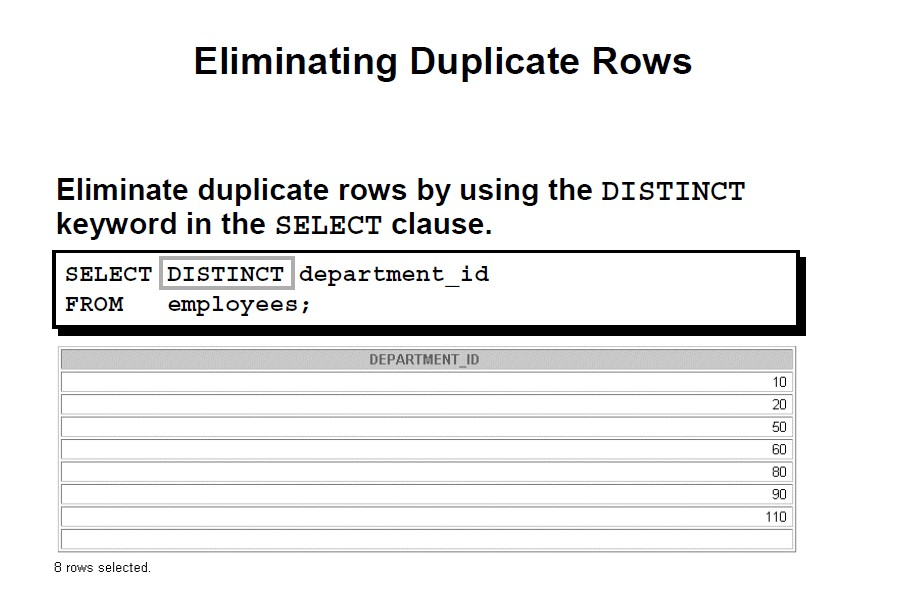 Eliminating Duplicate Rows
Eliminate duplicate rows by using the DISTINCT
keyword in the SELECT clause.
SELECT DISTINCT department_id
FROM   employees;
DEPARTMENT_ID
10
20
50
60
80
90
110
8 rows selected.